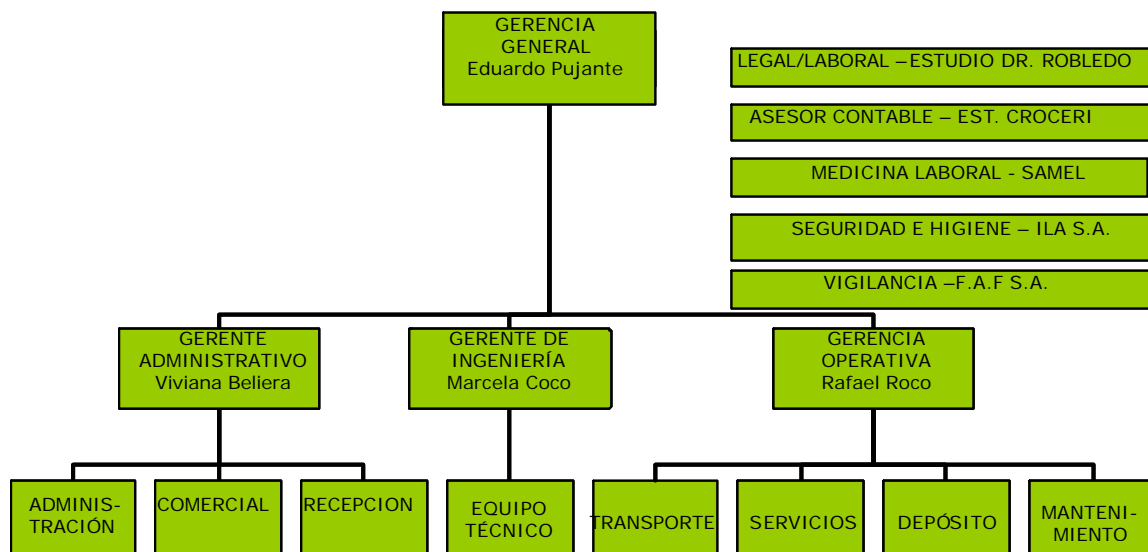 GERENCIA
GENERAL
Eduardo Pujante
LEGAL/LABORAL –ESTUDIO DR. ROBLEDO
ASESOR CONTABLE – EST. CROCERI
MEDICINA LABORAL - SAMEL
SEGURIDAD E HIGIENE – ILA S.A.
VIGILANCIA –F.A.F S.A.
GERENTE
ADMINISTRATIVO
Viviana Beliera
GERENTE DE
INGENIERÍA
Marcela Coco
GERENCIA
OPERATIVA
Rafael Roco
ADMINIS-
TRACIÓN
COMERCIAL
RECEPCION
EQUIPO
TÉCNICO
TRANSPORTE
SERVICIOS
DEPÓSITO
MANTENI-
MIENTO